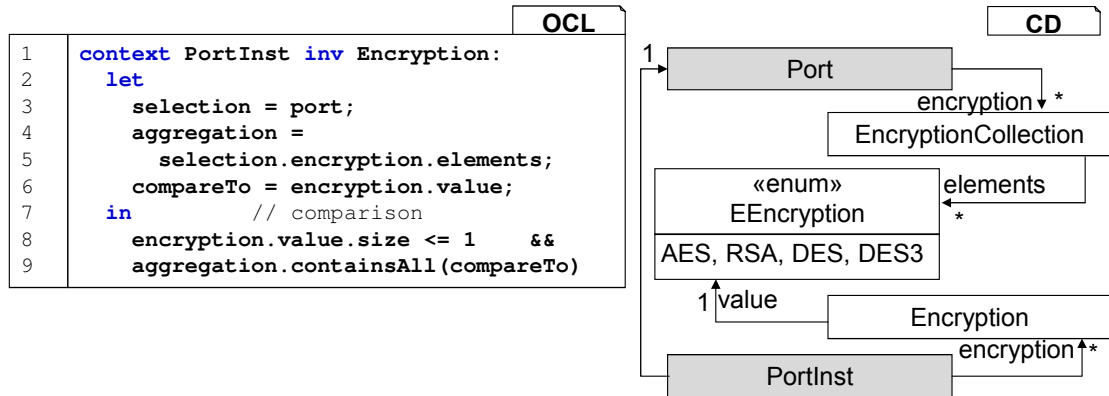 OCL
1 context PortInst inv Encryption:
2 let
3 selection = port;
4 aggregation =
5 selection.encryption.elements;
6 compareTo = encryption.value;
7 in // comparison
8 encryption.value.size <= 1 &&
9 aggregation.containsAll(compareTo)
CD
1
Port
encryption *
EncryptionCollection
«enum»
EEncryption
elements
*
AES, RSA, DES, DES3
1 value
Encryption
encryption *
PortInst